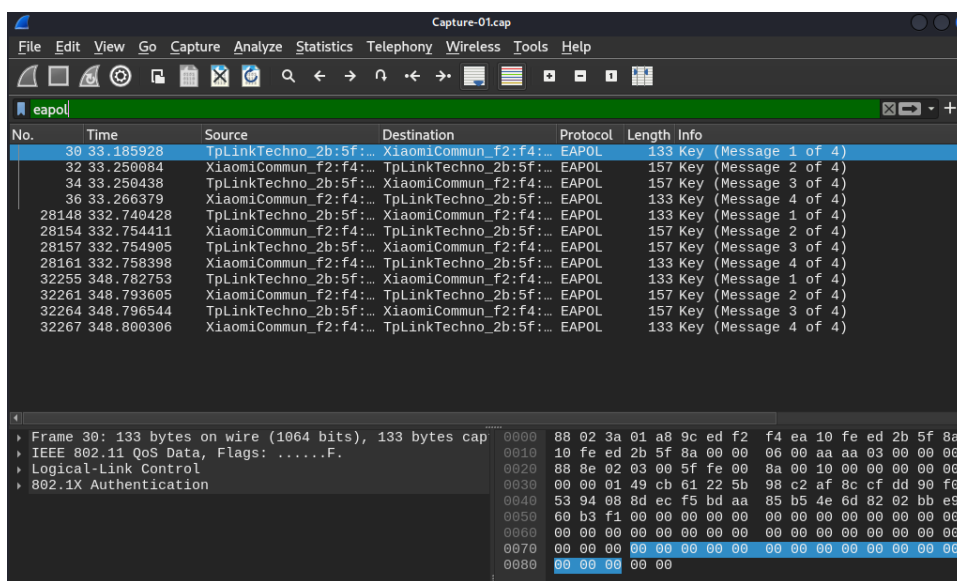 Capture-01.cap
File Edit View Go Capture Analyze Statistics Telephony Wireless Tools Help
eapol
No. Time Source Destination Protocol Length Info
30 33.185928 TpLinkTechno_2b:5f:… XiaomiCommun_f2:f4:… EAPOL 133 Key (Message 1 of 4)
32 33.250084 XiaomiCommun_f2:f4:… TpLinkTechno_2b:5f:… EAPOL 157 Key (Message 2 of 4)
34 33.250438 TpLinkTechno_2b:5f:… XiaomiCommun_f2:f4:… EAPOL 157 Key (Message 3 of 4)
36 33.266379 XiaomiCommun_f2:f4:… TpLinkTechno_2b:5f:… EAPOL 133 Key (Message 4 of 4)
28148 332.740428 TpLinkTechno_2b:5f:… XiaomiCommun_f2:f4:… EAPOL 133 Key (Message 1 of 4)
28154 332.754411 XiaomiCommun_f2:f4:… TpLinkTechno_2b:5f:… EAPOL 157 Key (Message 2 of 4)
28157 332.754905 TpLinkTechno_2b:5f:… XiaomiCommun_f2:f4:… EAPOL 157 Key (Message 3 of 4)
28161 332.758398 XiaomiCommun_f2:f4:… TpLinkTechno_2b:5f:… EAPOL 133 Key (Message 4 of 4)
32255 348.782753 TpLinkTechno_2b:5f:… XiaomiCommun_f2:f4:… EAPOL 133 Key (Message 1 of 4)
32261 348.793605 XiaomiCommun_f2:f4:… TpLinkTechno_2b:5f:… EAPOL 157 Key (Message 2 of 4)
32264 348.796544 TpLinkTechno_2b:5f:… XiaomiCommun_f2:f4:… EAPOL 157 Key (Message 3 of 4)
32267 348.800306 XiaomiCommun_f2:f4:… TpLinkTechno_2b:5f:… EAPOL 133 Key (Message 4 of 4)
Frame 30: 133 bytes on wire (1064 bits), 133 bytes cap
IEEE 802.11 QoS Data, Flags: ......F.
Logical-Link Control
802.1X Authentication
0000 88 02 3a 01 a8 9c ed f2 f4 ea 10 fe ed 2b 5f 8a
0010 10 fe ed 2b 5f 8a 00 00 06 00 aa aa 03 00 00 00
0020 88 8e 02 03 00 5f fe 00 8a 00 10 00 00 00 00 00
0030 00 00 01 49 cb 61 22 5b 98 c2 af 8c cf dd 90 f0
0040 53 94 08 8d ec f5 bd aa 85 b5 4e 6d 82 02 bb e9
0050 60 b3 f1 00 00 00 00 00 00 00 00 00 00 00 00 00
0060 00 00 00 00 00 00 00 00 00 00 00 00 00 00 00 00
0070 00 00 00 00 00 00 00 00 00 00 00 00 00 00 00 00
0080 00 00 00 00 00